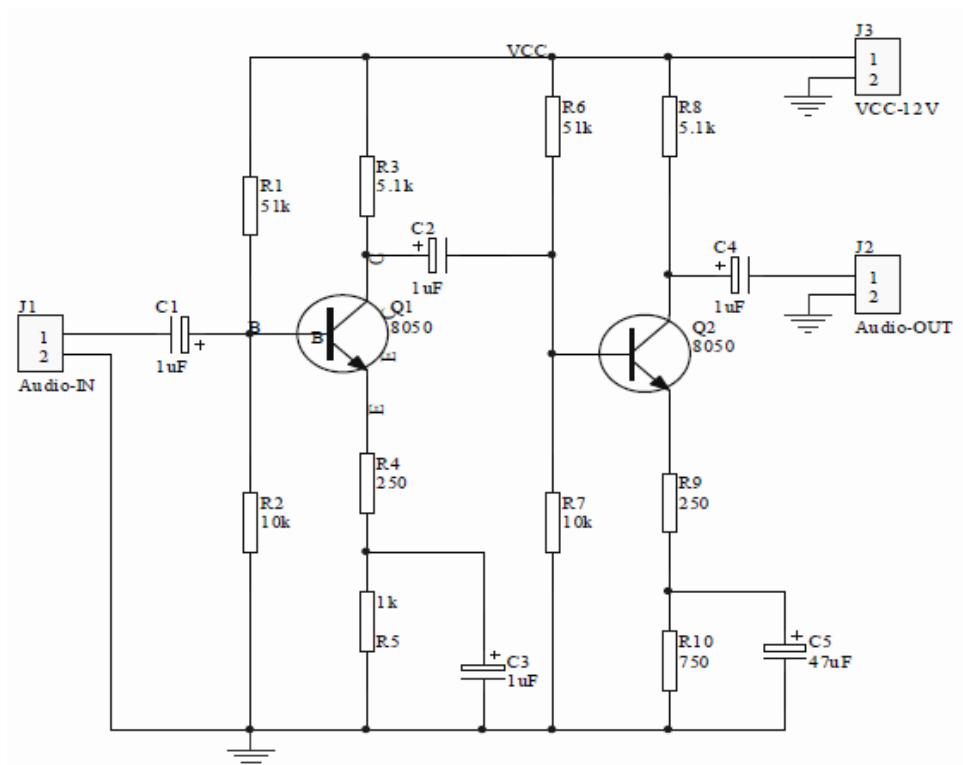 J3
VCC
1
2
VCC-12V
R6
51k
R8
5.1k
R3
5.1k
R1
51k
C2
+
1uF
C
C4
+
1uF
J2
1
2
Audio-OUT
J1
1
2
Audio-IN
C1
+
1uF
B
B
C
E
Q1
8050
Q2
8050
E
R4
250
R9
250
R2
10k
R7
10k
1k
R5
+
C3
1uF
R10
750
+
C5
47uF